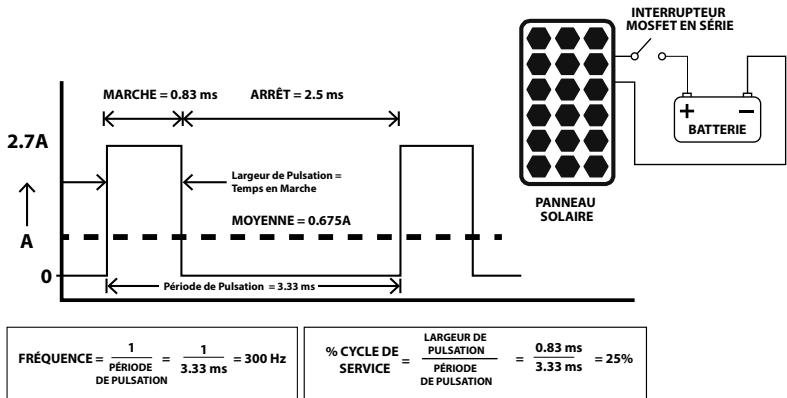 INTERRUPTEUR
MOSFET EN SÉRIE
MARCHE = 0.83 ms
ARRÊT = 2.5 ms
2.7A
Largeur de Pulsation =
Temps en Marche
MOYENNE = 0.675A
A
0
Période de Pulsation = 3.33 ms
+ −
BATTERIE
PANNEAU
SOLAIRE
FRÉQUENCE = 1 / PÉRIODE DE PULSATION = 1 / 3.33 ms = 300 Hz
% CYCLE DE SERVICE = LARGEUR DE PULSATION / PÉRIODE DE PULSATION = 0.83 ms / 3.33 ms = 25%